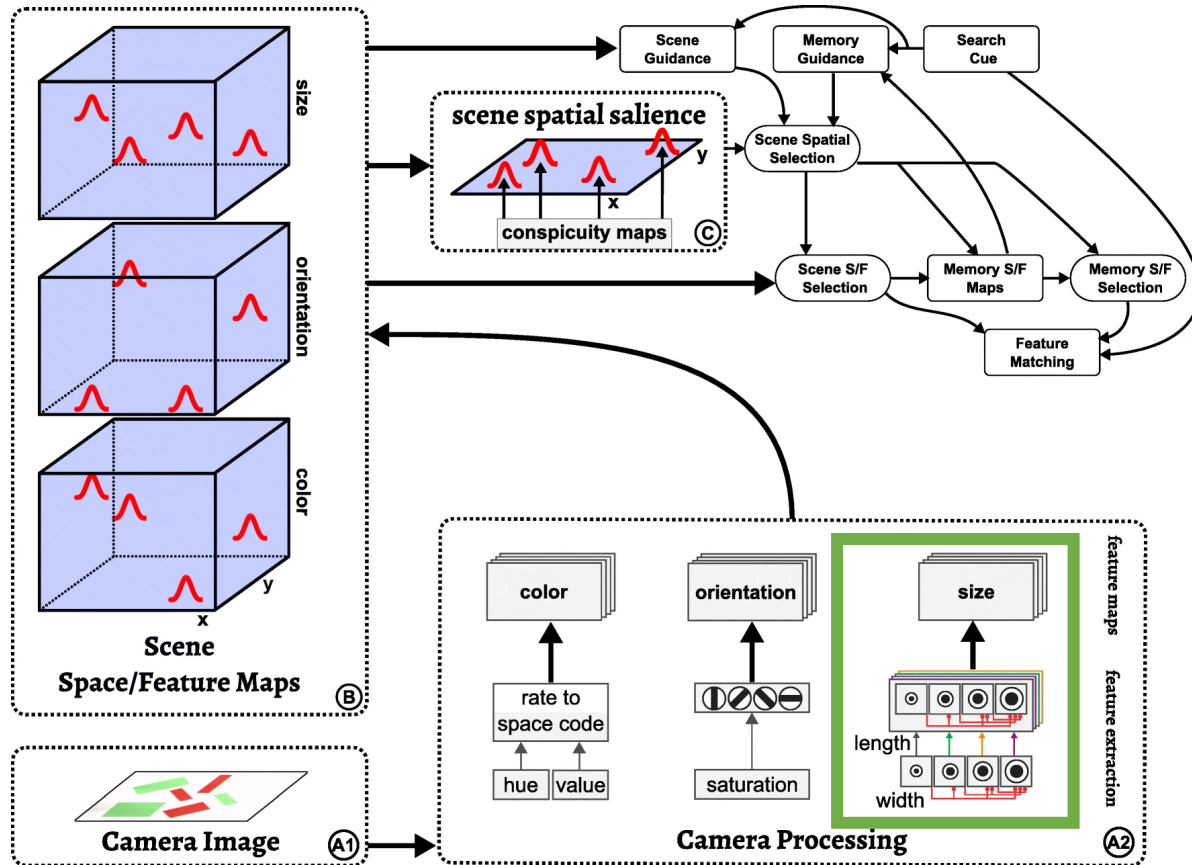 size
orientation
color
x
y
Scene
Space/Feature Maps
B
Camera Image
A1
scene spatial salience
y
x
conspicuity maps
C
Scene
Guidance
Memory
Guidance
Search
Cue
Scene Spatial
Selection
Scene S/F
Selection
Memory S/F
Maps
Memory S/F
Selection
Feature
Matching
color
orientation
size
feature maps
rate to
space code
hue
value
saturation
length
width
feature extraction
Camera Processing
A2